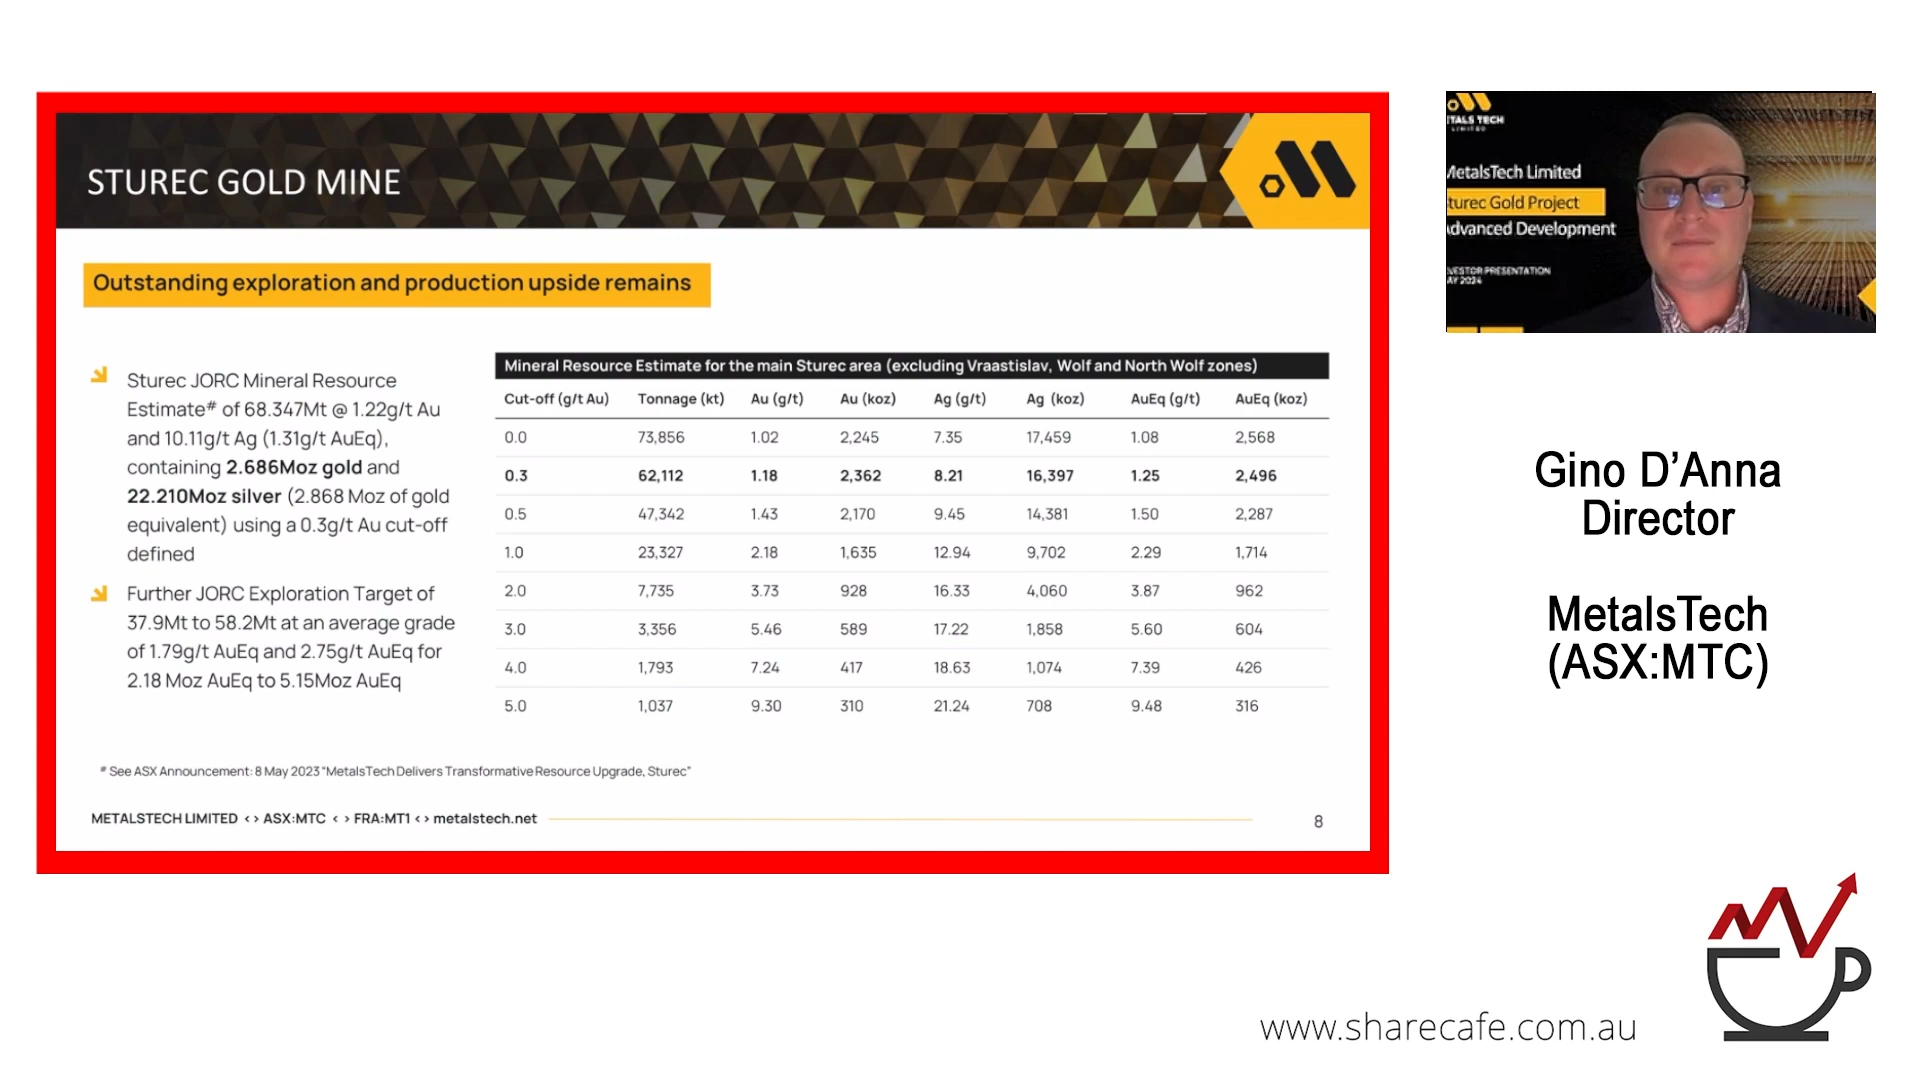 STUREC GOLD MINE
Outstanding exploration and production upside remains
Sturec JORC Mineral Resource
Estimate# of 68.347Mt @ 1.22g/t Au
and 10.11g/t Ag (1.31g/t AuEq),
containing 2.686Moz gold and
22.210Moz silver (2.868 Moz of gold
equivalent) using a 0.3g/t Au cut-off
defined
Further JORC Exploration Target of
37.9Mt to 58.2Mt at an average grade
of 1.79g/t AuEq and 2.75g/t AuEq for
2.18 Moz AuEq to 5.15Moz AuEq
Mineral Resource Estimate for the main Sturec area (excluding Vraastislav, Wolf and North Wolf zones)
Cut-off (g/t Au) Tonnage (kt) Au (g/t) Au (koz) Ag (g/t) Ag (koz) AuEq (g/t) AuEq (koz)
0.0 73,856 1.02 2,245 7.35 17,459 1.08 2,568
0.3 62,112 1.18 2,362 8.21 16,397 1.25 2,496
0.5 47,342 1.43 2,170 9.45 14,381 1.50 2,287
1.0 23,327 2.18 1,635 12.94 9,702 2.29 1,714
2.0 7,735 3.73 928 16.33 4,060 3.87 962
3.0 3,356 5.46 589 17.22 1,858 5.60 604
4.0 1,793 7.24 417 18.63 1,074 7.39 426
5.0 1,037 9.30 310 21.24 708 9.48 316
# See ASX Announcement: 8 May 2023 "MetalsTech Delivers Transformative Resource Upgrade, Sturec"
METALSTECH LIMITED <> ASX:MTC <> FRA:MT1 <> metalstech.net
8
TALS TECH
LIMITED
MetalsTech Limited
turec Gold Project
dvanced Development
VESTOR PRESENTATION
AY 2024
Gino D'Anna
Director
MetalsTech
(ASX:MTC)
www.sharecafe.com.au